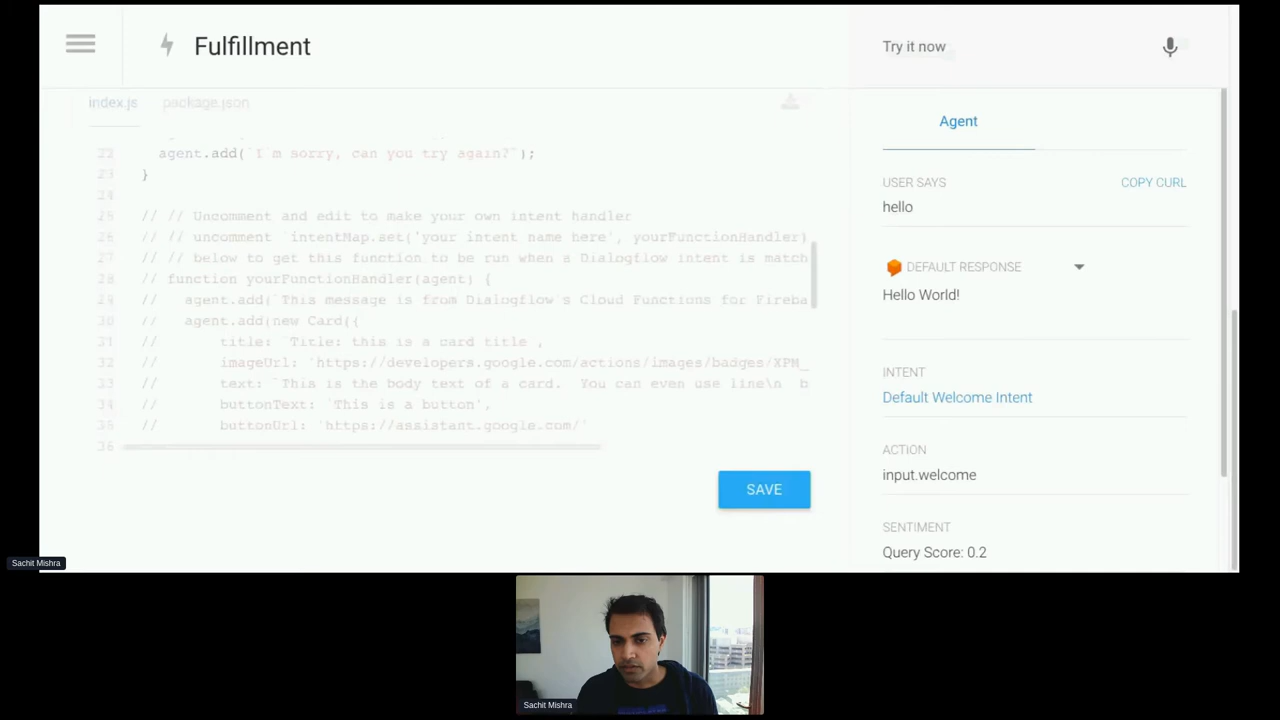 Fulfillment
Try it now
index.js package.json
Agent
22 agent.add(`I'm sorry, can you try again?`);
23 }
24
25 // // Uncomment and edit to make your own intent handler
26 // // uncomment `intentMap.set('your intent name here', yourFunctionHandler)
27 // // below to get this function to be run when a Dialogflow intent is match
28 // function yourFunctionHandler(agent) {
29 // agent.add(`This message is from Dialogflow's Cloud Functions for Fireba
30 // agent.add(new Card({
31 // title: `Title: this is a card title`,
32 // imageUrl: 'https://developers.google.com/actions/images/badges/XPM_
33 // text: `This is the body text of a card. You can even use line\n b
34 // buttonText: 'This is a button',
35 // buttonUrl: 'https://assistant.google.com/'
36
SAVE
USER SAYS
COPY CURL
hello
DEFAULT RESPONSE
Hello World!
INTENT
Default Welcome Intent
ACTION
input.welcome
SENTIMENT
Query Score: 0.2
Sachit Mishra
Sachit Mishra